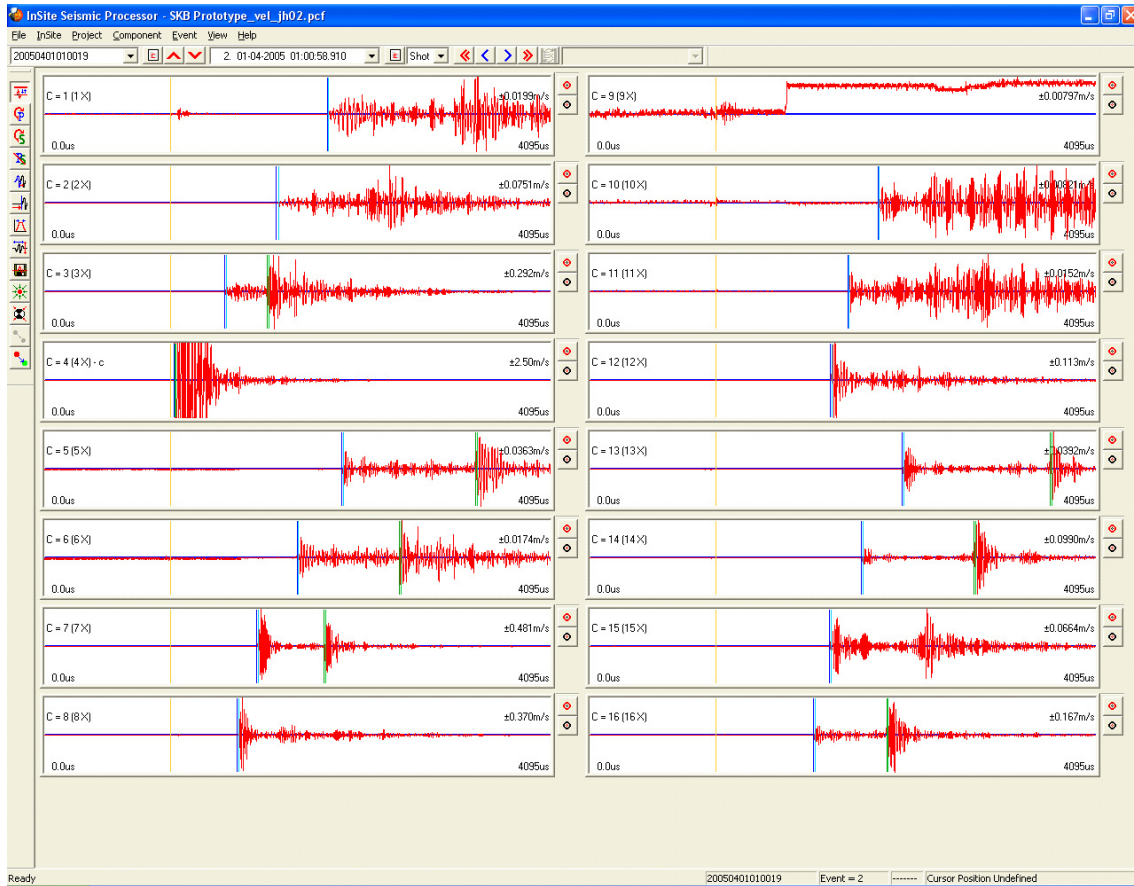 InSite Seismic Processor - SKB Prototype_vel_jh02.pcf
File InSite Project Component Event View Help
20050401010019 E 2. 01-04-2005 01:00:58.910 E Shot
C = 1 (1X) ±0.0199m/s
0.0us 4095us
C = 9 (9X) ±0.00797m/s
0.0us 4095us
C = 2 (2X) ±0.0751m/s
0.0us 4095us
C = 10 (10X) ±0.00821m/s
0.0us 4095us
C = 3 (3X) ±0.292m/s
0.0us 4095us
C = 11 (11X) ±0.0152m/s
0.0us 4095us
C = 4 (4X) - c ±2.50m/s
0.0us 4095us
C = 12 (12X) ±0.113m/s
0.0us 4095us
C = 5 (5X) ±0.0363m/s
0.0us 4095us
C = 13 (13X) ±0.0392m/s
0.0us 4095us
C = 6 (6X) ±0.0174m/s
0.0us 4095us
C = 14 (14X) ±0.0990m/s
0.0us 4095us
C = 7 (7X) ±0.481m/s
0.0us 4095us
C = 15 (15X) ±0.0664m/s
0.0us 4095us
C = 8 (8X) ±0.370m/s
0.0us 4095us
C = 16 (16X) ±0.167m/s
0.0us 4095us
Ready 20050401010019 Event = 2 ------- Cursor Position Undefined